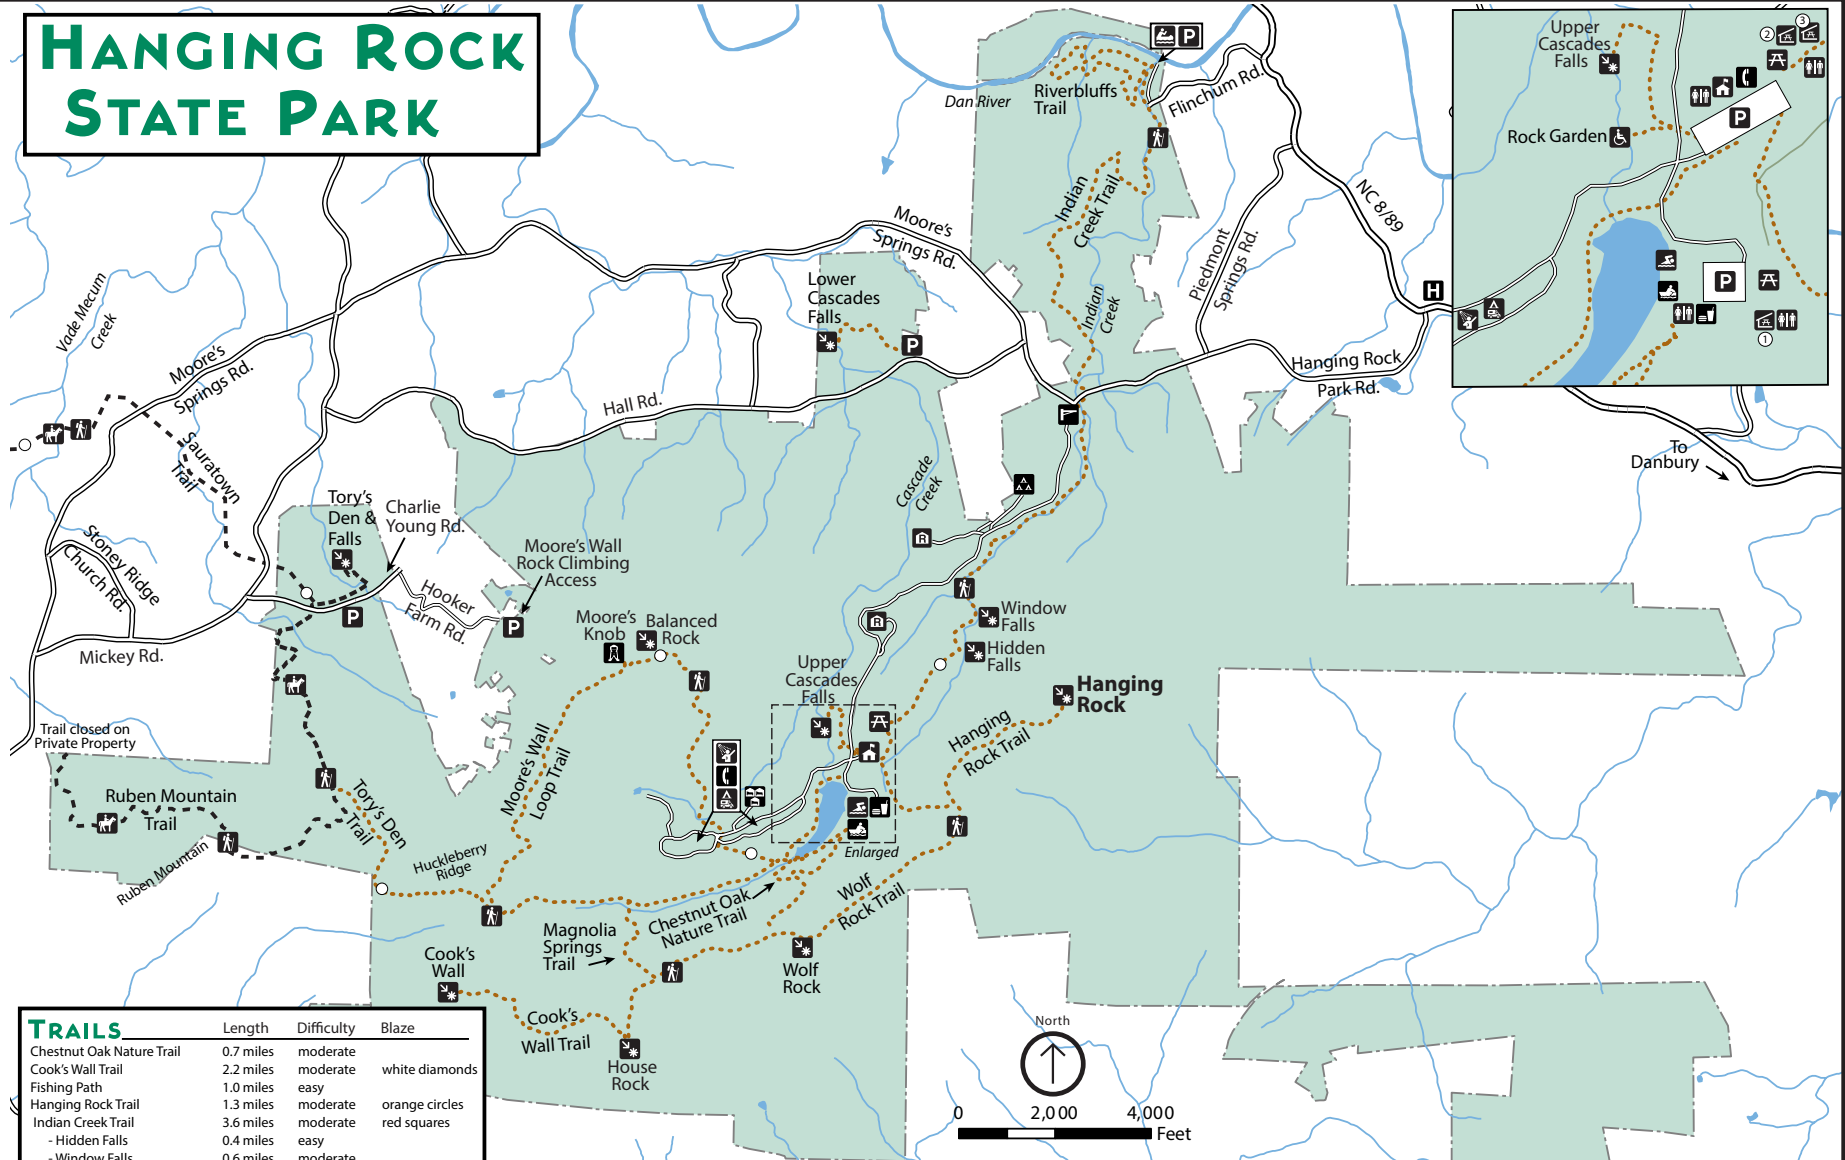 HANGING ROCK
STATE PARK
Dan River
Riverbluffs
Trail
Flinchum Rd.
Indian
Creek Trail
Indian
Creek
NC 8/89
Piedmont
Springs Rd.
H
Hanging Rock
Park Rd.
Moore's
Springs Rd.
Lower
Cascades
Falls
P
P
Hall Rd.
Vade Mecum
Creek
Moore's
Springs Rd.
Sauratown
Trail
Stoney Ridge
Church Rd.
Mickey Rd.
Tory's
Den &
Falls
Charlie
Young Rd.
P
Hooker
Farm Rd.
P
Moore's Wall
Rock Climbing
Access
Moore's
Knob
Balanced
Rock
Cascade
Creek
R
R
Window
Falls
Hidden
Falls
Upper
Cascades
Falls
Hanging
Rock
Hanging
Rock Trail
Moore's Wall
Loop Trail
Trail closed on
Private Property
Ruben Mountain
Trail
Ruben Mountain
Tory's Den
Trail
Huckleberry
Ridge
Enlarged
Chestnut Oak
Nature Trail
Wolf
Rock Trail
Magnolia
Springs
Trail
Wolf
Rock
Cook's
Wall
Cook's
Wall Trail
House
Rock
To
Danbury
Upper
Cascades
Falls
2
3
P
Rock Garden
P
1
North
0 2,000 4,000
Feet
TRAILS Length Difficulty Blaze
Chestnut Oak Nature Trail 0.7 miles moderate
Cook's Wall Trail 2.2 miles moderate white diamonds
Fishing Path 1.0 miles easy
Hanging Rock Trail 1.3 miles moderate orange circles
Indian Creek Trail 3.6 miles moderate red squares
- Hidden Falls 0.4 miles easy
- Window Falls 0.6 miles moderate